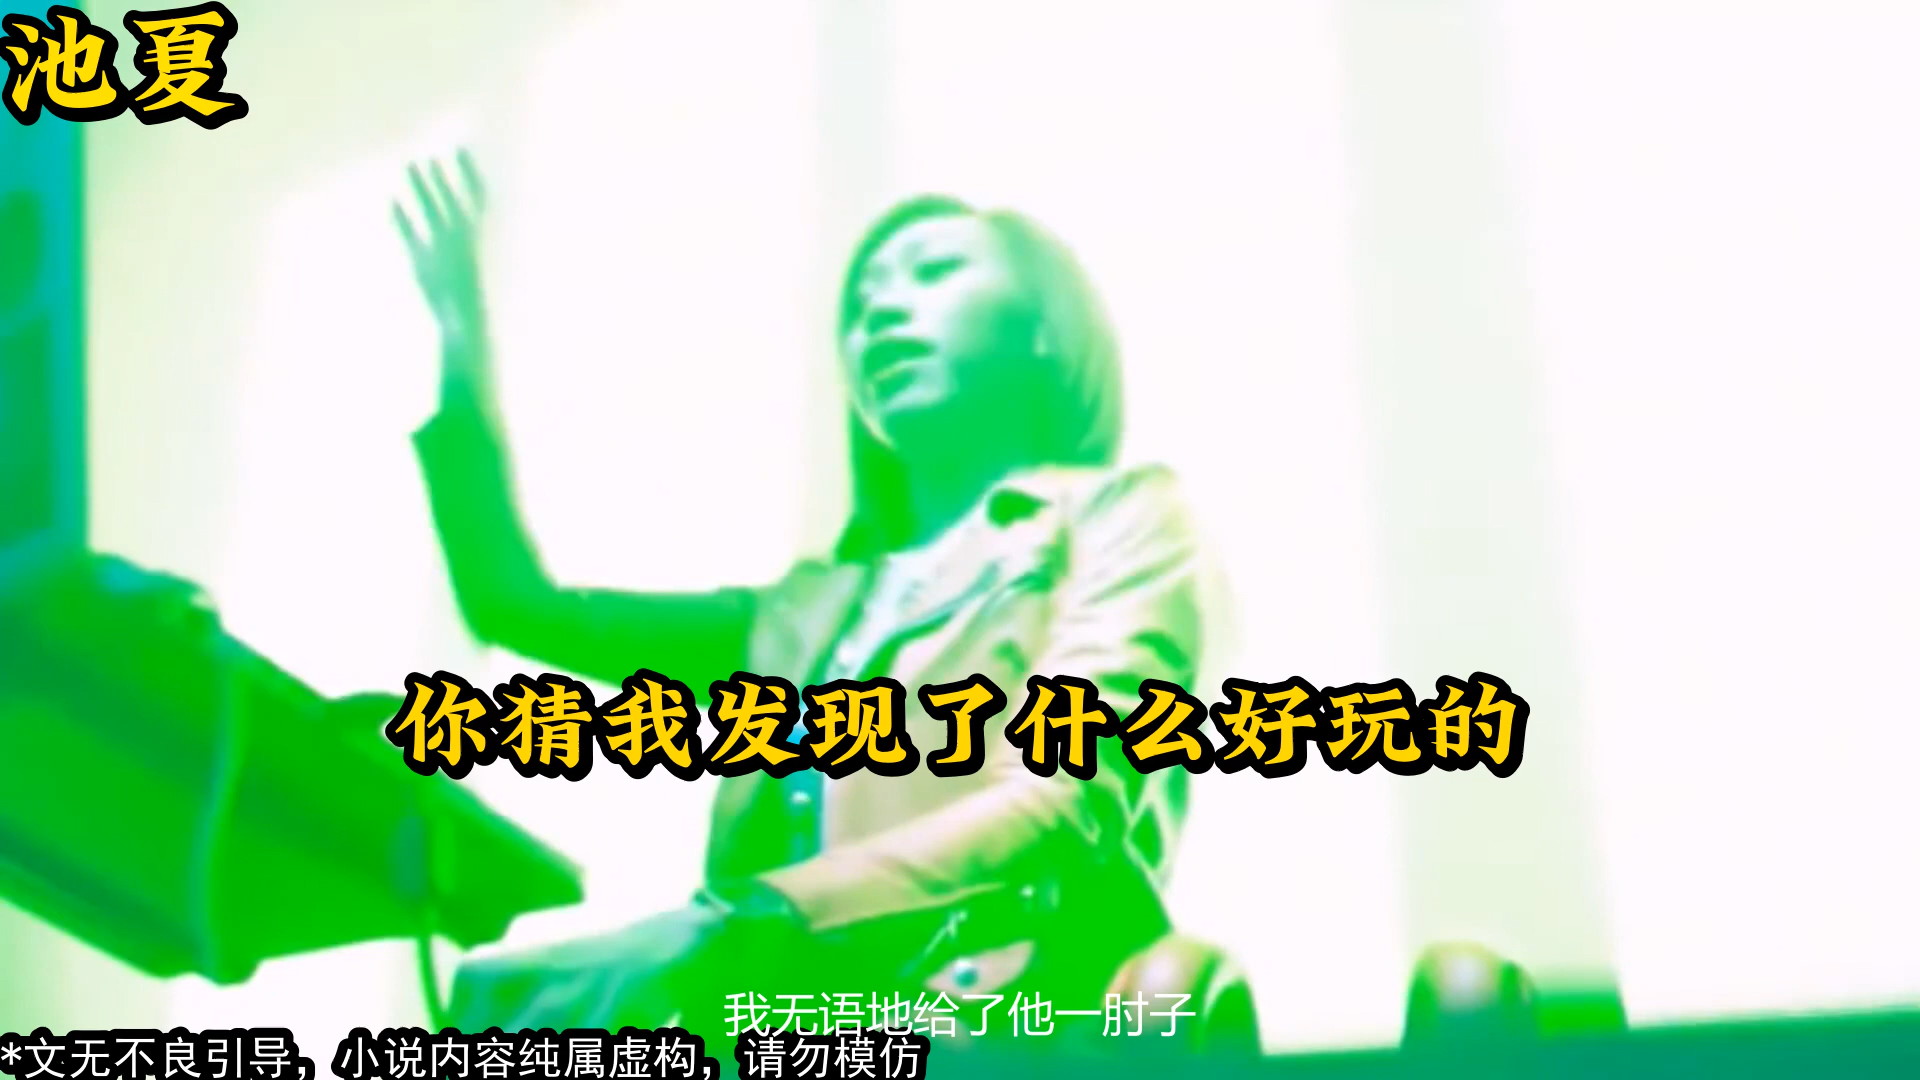 池夏
你猜我发现了什么好玩的
我无语地给了他一肘子
*文无不良引导，小说内容纯属虚构，请勿模仿